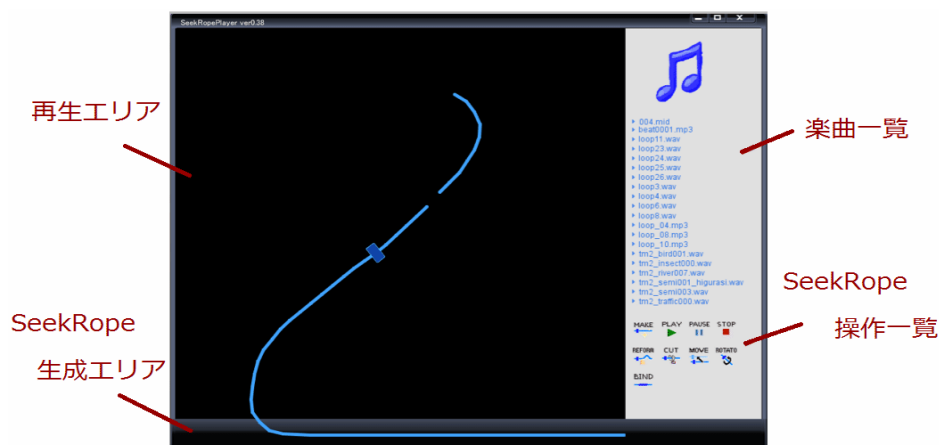 SeekRopePlayer ver0.38
再生エリア
楽曲一覧
004.mid
beat0001.mp3
loop11.wav
loop23.wav
loop24.wav
loop25.wav
loop26.wav
loop3.wav
loop4.wav
loop6.wav
loop8.wav
loop_04.mp3
loop_08.mp3
loop_10.mp3
tm2_bird001.wav
tm2_insect000.wav
tm2_river007.wav
tm2_semi001_higurasi.wav
tm2_semi003.wav
tm2_traffic000.wav
SeekRope
操作一覧
MAKE PLAY PAUSE STOP
REFORM CUT MOVE ROTATO
BIND
SeekRope
生成エリア